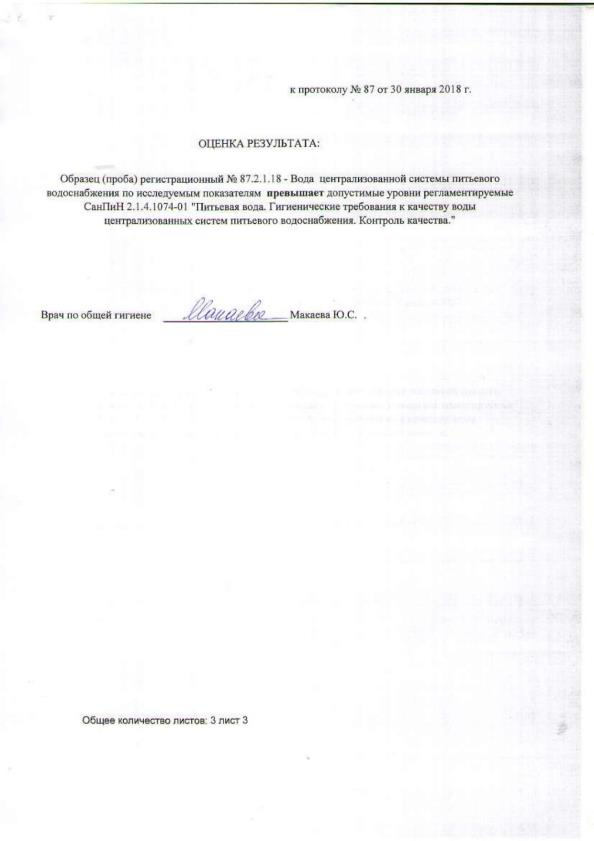 к протоколу № 87 от 30 января 2018 г.
ОЦЕНКА РЕЗУЛЬТАТА:
Образец (проба) регистрационный № 87.2.1.18 - Вода централизованной системы питьевого
водоснабжения по исследуемым показателям превышает допустимые уровни регламентируемые
СанПиН 2.1.4.1074-01 "Питьевая вода. Гигиенические требования к качеству воды
централизованных систем питьевого водоснабжения. Контроль качества."
Врач по общей гигиене Макаева Макаева Ю.С. .
Общее количество листов: 3 лист 3